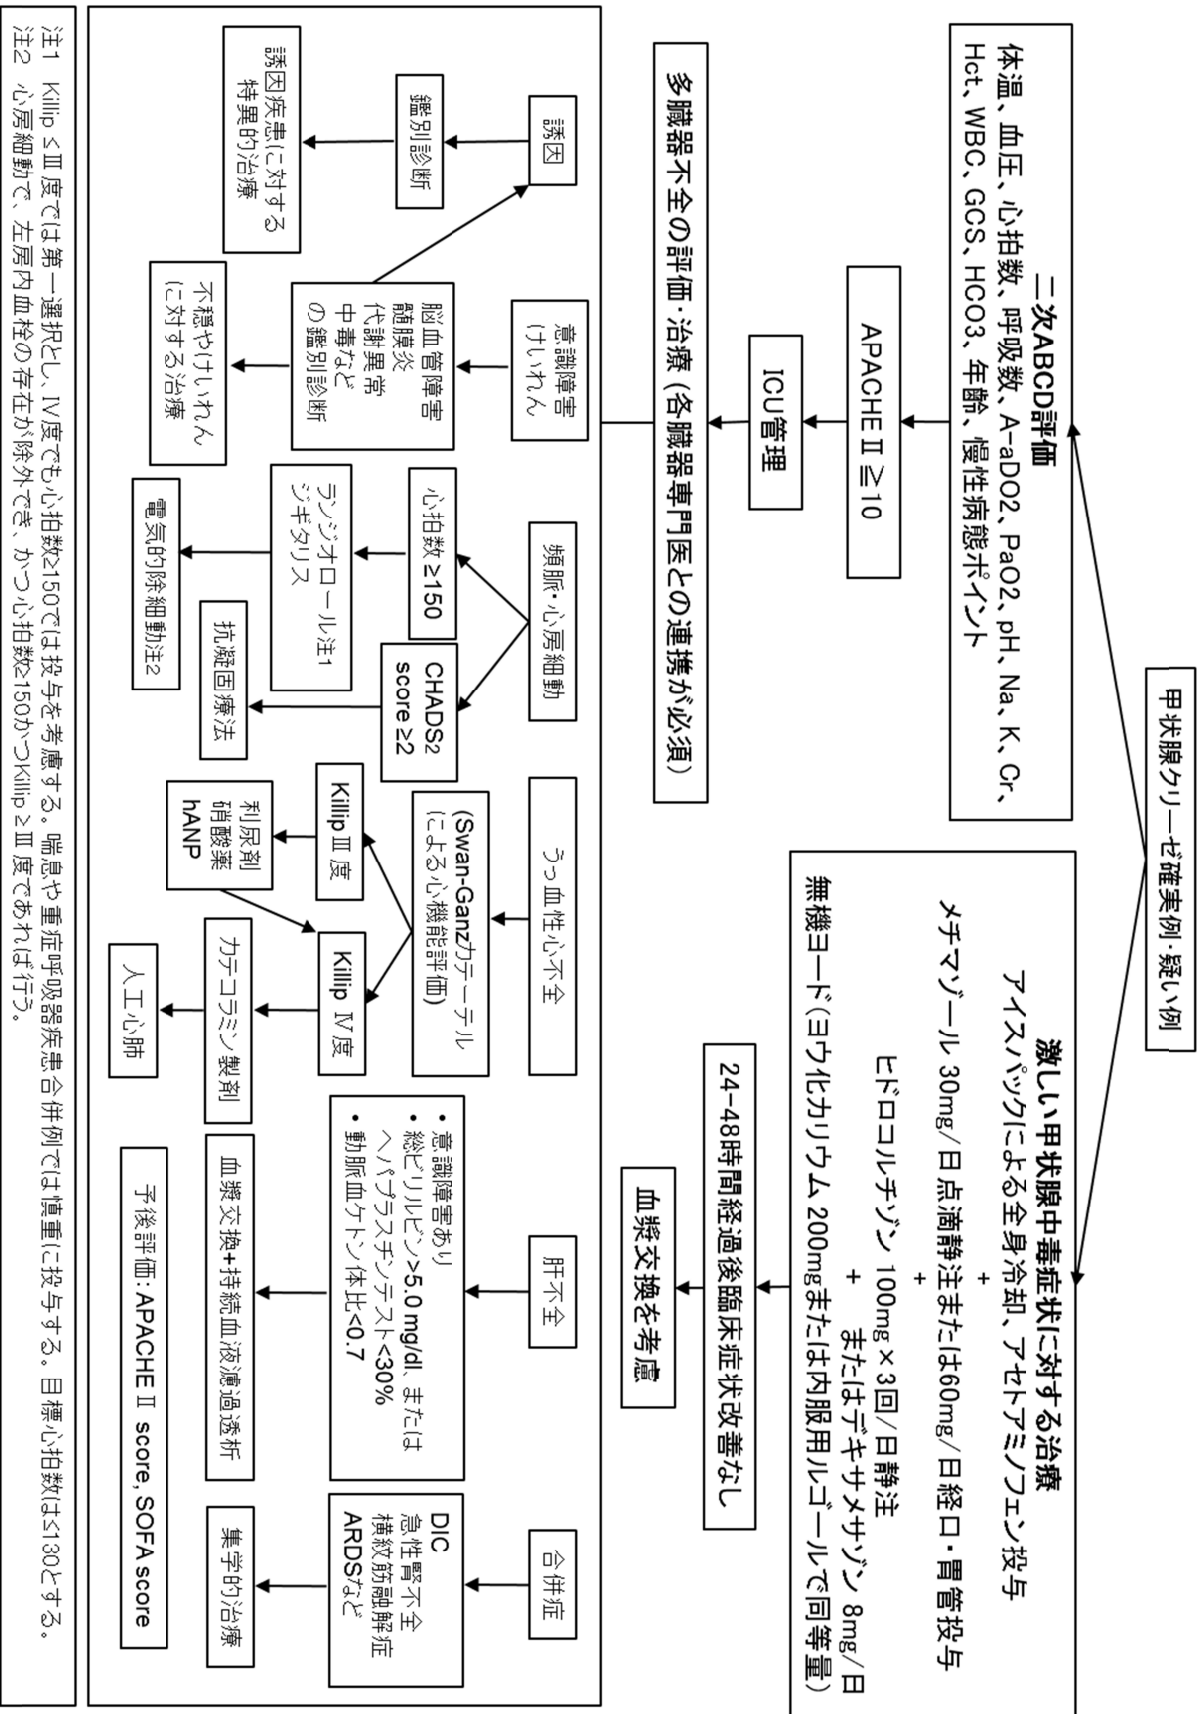 甲状腺クリーゼ確実例・疑い例
二次ABCD評価
体温、血圧、心拍数、呼吸数、A-aDO2、PaO2、pH、Na、K、Cr、
Hct、WBC、GCS、HCO3、年齢、慢性病態ポイント
APACHEⅡ≧10
ICU管理
多臓器不全の評価・治療 (各臓器専門医との連携が必須)
激しい甲状腺中毒症状に対する治療
アイスパックによる全身冷却、アセトアミノフェン投与
+
メチマゾール 30mg/日点滴静注または60mg/日経口・胃管投与
+
ヒドロコルチゾン 100mg×3回/日静注
またはデキサメサゾン 8mg/日
+
無機ヨード(ヨウ化カリウム200mgまたは内服用ルゴールで同等量)
24-48時間経過後臨床症状改善なし
血漿交換を考慮
誘因
鑑別診断
誘因疾患に対する
特異的治療
意識障害
(けいれん)
脳血管障害
髄膜炎
代謝異常
中毒など
の鑑別診断
不穏やけいれん
に対する治療
頻脈・心房細動
心拍数 ≥150
ランジオロール注1
ジギタリス
電気的除細動注2
CHADS2
score ≥2
抗凝固療法
うっ血性心不全
(Swan-Ganzカテーテル
による心機能評価)
Killip Ⅲ度
利尿剤
硝酸薬
hANP
Killip Ⅳ度
カテコラミン製剤
人工心肺
肝不全
• 意識障害あり
• 総ビリルビン>5.0 mg/dl、または
ヘパプラスチンテスト<30%
• 動脈血ケトン体比<0.7
血漿交換+持続血液濾過透析
合併症
DIC
急性腎不全
横紋筋融解症
ARDSなど
集学的治療
予後評価:APACHE Ⅱ score, SOFA score
注1 Killip ≤Ⅲ度では第一選択とし、Ⅳ度でも心拍数≥150では投与を考慮する。喘息や重症呼吸器疾患合併例では慎重に投与する。目標心拍数は≤130とする。
注2 心房細動で、左房内血栓の存在が除外でき、かつ心拍数≥150かつKillip ≥Ⅲ度であれば行う。